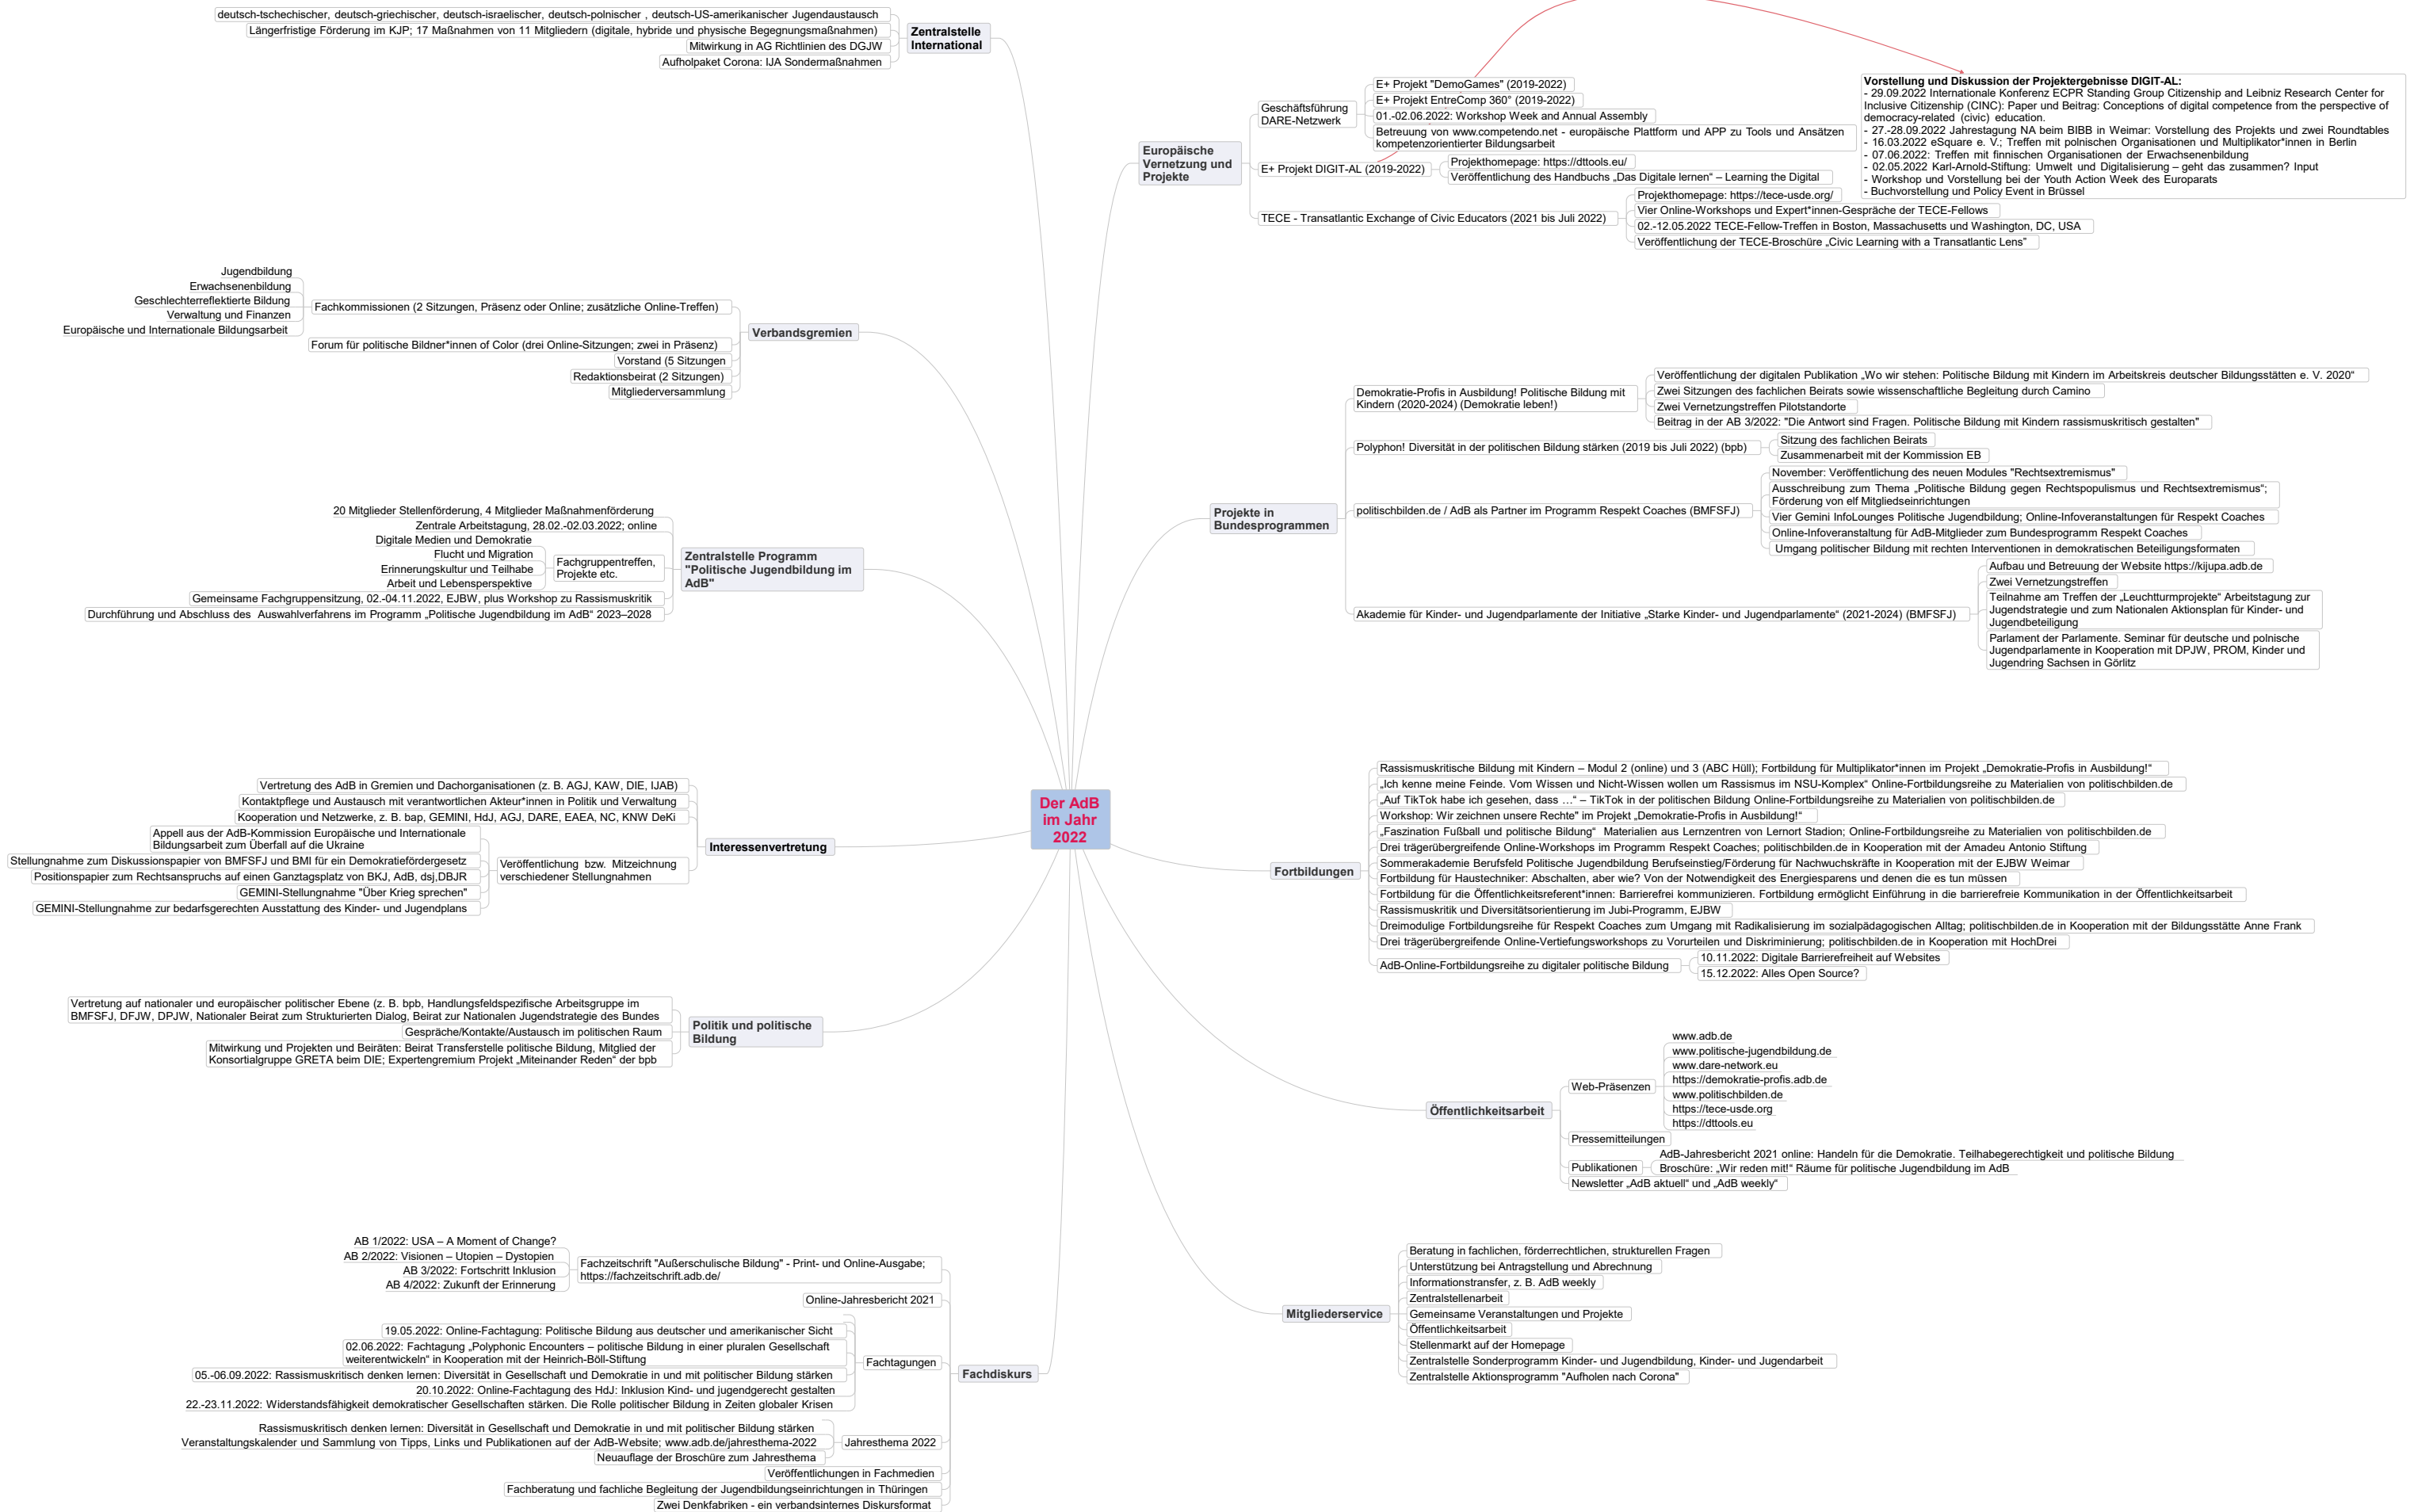 Der AdB
im Jahr
2022
Zentralstelle
International
deutsch-tschechischer, deutsch-griechischer, deutsch-israelischer, deutsch-polnischer , deutsch-US-amerikanischer Jugendaustausch
Längerfristige Förderung im KJP; 17 Maßnahmen von 11 Mitgliedern (digitale, hybride und physische Begegnungsmaßnahmen)
Mitwirkung in AG Richtlinien des DGJW
Aufholpaket Corona: IJA Sondermaßnahmen
Verbandsgremien
Fachkommissionen (2 Sitzungen, Präsenz oder Online; zusätzliche Online-Treffen)
Jugendbildung
Erwachsenenbildung
Geschlechterreflektierte Bildung
Verwaltung und Finanzen
Europäische und Internationale Bildungsarbeit
Forum für politische Bildner*innen of Color (drei Online-Sitzungen; zwei in Präsenz)
Vorstand (5 Sitzungen
Redaktionsbeirat (2 Sitzungen)
Mitgliederversammlung
Zentralstelle Programm
"Politische Jugendbildung im
AdB"
20 Mitglieder Stellenförderung, 4 Mitglieder Maßnahmenförderung
Zentrale Arbeitstagung, 28.02.-02.03.2022; online
Fachgruppentreffen,
Projekte etc.
Digitale Medien und Demokratie
Flucht und Migration
Erinnerungskultur und Teilhabe
Arbeit und Lebensperspektive
Gemeinsame Fachgruppensitzung, 02.-04.11.2022, EJBW, plus Workshop zu Rassismuskritik
Durchführung und Abschluss des Auswahlverfahrens im Programm „Politische Jugendbildung im AdB“ 2023–2028
Interessenvertretung
Vertretung des AdB in Gremien und Dachorganisationen (z. B. AGJ, KAW, DIE, IJAB)
Kontaktpflege und Austausch mit verantwortlichen Akteur*innen in Politik und Verwaltung
Kooperation und Netzwerke, z. B. bap, GEMINI, HdJ, AGJ, DARE, EAEA, NC, KNW DeKi
Veröffentlichung bzw. Mitzeichnung
verschiedener Stellungnahmen
Appell aus der AdB-Kommission Europäische und Internationale
Bildungsarbeit zum Überfall auf die Ukraine
Stellungnahme zum Diskussionspapier von BMFSFJ und BMI für ein Demokratiefördergesetz
Positionspapier zum Rechtsanspruchs auf einen Ganztagsplatz von BKJ, AdB, dsj,DBJR
GEMINI-Stellungnahme "Über Krieg sprechen"
GEMINI-Stellungnahme zur bedarfsgerechten Ausstattung des Kinder- und Jugendplans
Politik und politische
Bildung
Vertretung auf nationaler und europäischer politischer Ebene (z. B. bpb, Handlungsfeldspezifische Arbeitsgruppe im
BMFSFJ, DFJW, DPJW, Nationaler Beirat zum Strukturierten Dialog, Beirat zur Nationalen Jugendstrategie des Bundes
Gespräche/Kontakte/Austausch im politischen Raum
Mitwirkung und Projekten und Beiräten: Beirat Transferstelle politische Bildung, Mitglied der
Konsortialgruppe GRETA beim DIE; Expertengremium Projekt „Miteinander Reden“ der bpb
Fachdiskurs
Fachzeitschrift "Außerschulische Bildung" - Print- und Online-Ausgabe;
https://fachzeitschrift.adb.de/
AB 1/2022: USA – A Moment of Change?
AB 2/2022: Visionen – Utopien – Dystopien
AB 3/2022: Fortschritt Inklusion
AB 4/2022: Zukunft der Erinnerung
Online-Jahresbericht 2021
Fachtagungen
19.05.2022: Online-Fachtagung: Politische Bildung aus deutscher und amerikanischer Sicht
02.06.2022: Fachtagung „Polyphonic Encounters – politische Bildung in einer pluralen Gesellschaft
weiterentwickeln“ in Kooperation mit der Heinrich-Böll-Stiftung
05.-06.09.2022: Rassismuskritisch denken lernen: Diversität in Gesellschaft und Demokratie in und mit politischer Bildung stärken
20.10.2022: Online-Fachtagung des HdJ: Inklusion Kind- und jugendgerecht gestalten
22.-23.11.2022: Widerstandsfähigkeit demokratischer Gesellschaften stärken. Die Rolle politischer Bildung in Zeiten globaler Krisen
Jahresthema 2022
Rassismuskritisch denken lernen: Diversität in Gesellschaft und Demokratie in und mit politischer Bildung stärken
Veranstaltungskalender und Sammlung von Tipps, Links und Publikationen auf der AdB-Website; www.adb.de/jahresthema-2022
Neuauflage der Broschüre zum Jahresthema
Veröffentlichungen in Fachmedien
Fachberatung und fachliche Begleitung der Jugendbildungseinrichtungen in Thüringen
Zwei Denkfabriken - ein verbandsinternes Diskursformat
Europäische
Vernetzung und
Projekte
Geschäftsführung
DARE-Netzwerk
E+ Projekt "DemoGames" (2019-2022)
E+ Projekt EntreComp 360° (2019-2022)
01.-02.06.2022: Workshop Week and Annual Assembly
Betreuung von www.competendo.net - europäische Plattform und APP zu Tools und Ansätzen
kompetenzorientierter Bildungsarbeit
E+ Projekt DIGIT-AL (2019-2022)
Projekthomepage: https://dttools.eu/
Veröffentlichung des Handbuchs „Das Digitale lernen“ – Learning the Digital
Vorstellung und Diskussion der Projektergebnisse DIGIT-AL:
- 29.09.2022 Internationale Konferenz ECPR Standing Group Citizenship and Leibniz Research Center for
Inclusive Citizenship (CINC): Paper und Beitrag: Conceptions of digital competence from the perspective of
democracy-related (civic) education.
- 27.-28.09.2022 Jahrestagung NA beim BIBB in Weimar: Vorstellung des Projekts und zwei Roundtables
- 16.03.2022 eSquare e. V.; Treffen mit polnischen Organisationen und Multiplikator*innen in Berlin
- 07.06.2022: Treffen mit finnischen Organisationen der Erwachsenenbildung
- 02.05.2022 Karl-Arnold-Stiftung: Umwelt und Digitalisierung – geht das zusammen? Input
- Workshop und Vorstellung bei der Youth Action Week des Europarats
- Buchvorstellung und Policy Event in Brüssel
TECE - Transatlantic Exchange of Civic Educators (2021 bis Juli 2022)
Projekthomepage: https://tece-usde.org/
Vier Online-Workshops und Expert*innen-Gespräche der TECE-Fellows
02.-12.05.2022 TECE-Fellow-Treffen in Boston, Massachusetts und Washington, DC, USA
Veröffentlichung der TECE-Broschüre „Civic Learning with a Transatlantic Lens”
Projekte in
Bundesprogrammen
Demokratie-Profis in Ausbildung! Politische Bildung mit
Kindern (2020-2024) (Demokratie leben!)
Veröffentlichung der digitalen Publikation „Wo wir stehen: Politische Bildung mit Kindern im Arbeitskreis deutscher Bildungsstätten e. V. 2020“
Zwei Sitzungen des fachlichen Beirats sowie wissenschaftliche Begleitung durch Camino
Zwei Vernetzungstreffen Pilotstandorte
Beitrag in der AB 3/2022: "Die Antwort sind Fragen. Politische Bildung mit Kindern rassismuskritisch gestalten"
Polyphon! Diversität in der politischen Bildung stärken (2019 bis Juli 2022) (bpb)
Sitzung des fachlichen Beirats
Zusammenarbeit mit der Kommission EB
politischbilden.de / AdB als Partner im Programm Respekt Coaches (BMFSFJ)
November: Veröffentlichung des neuen Modules "Rechtsextremismus"
Ausschreibung zum Thema „Politische Bildung gegen Rechtspopulismus und Rechtsextremismus“;
Förderung von elf Mitgliedseinrichtungen
Vier Gemini InfoLounges Politische Jugendbildung; Online-Infoveranstaltungen für Respekt Coaches
Online-Infoveranstaltung für AdB-Mitglieder zum Bundesprogramm Respekt Coaches
Umgang politischer Bildung mit rechten Interventionen in demokratischen Beteiligungsformaten
Akademie für Kinder- und Jugendparlamente der Initiative „Starke Kinder- und Jugendparlamente“ (2021-2024) (BMFSFJ)
Aufbau und Betreuung der Website https://kijupa.adb.de
Zwei Vernetzungstreffen
Teilnahme am Treffen der „Leuchtturmprojekte“ Arbeitstagung zur
Jugendstrategie und zum Nationalen Aktionsplan für Kinder- und
Jugendbeteiligung
Parlament der Parlamente. Seminar für deutsche und polnische
Jugendparlamente in Kooperation mit DPJW, PROM, Kinder und
Jugendring Sachsen in Görlitz
Fortbildungen
Rassismuskritische Bildung mit Kindern – Modul 2 (online) und 3 (ABC Hüll); Fortbildung für Multiplikator*innen im Projekt „Demokratie-Profis in Ausbildung!“
„Ich kenne meine Feinde. Vom Wissen und Nicht-Wissen wollen um Rassismus im NSU-Komplex“ Online-Fortbildungsreihe zu Materialien von politischbilden.de
„Auf TikTok habe ich gesehen, dass …“ – TikTok in der politischen Bildung Online-Fortbildungsreihe zu Materialien von politischbilden.de
Workshop: Wir zeichnen unsere Rechte" im Projekt „Demokratie-Profis in Ausbildung!“
„Faszination Fußball und politische Bildung“ Materialien aus Lernzentren von Lernort Stadion; Online-Fortbildungsreihe zu Materialien von politischbilden.de
Drei trägerübergreifende Online-Workshops im Programm Respekt Coaches; politischbilden.de in Kooperation mit der Amadeu Antonio Stiftung
Sommerakademie Berufsfeld Politische Jugendbildung Berufseinstieg/Förderung für Nachwuchskräfte in Kooperation mit der EJBW Weimar
Fortbildung für Haustechniker: Abschalten, aber wie? Von der Notwendigkeit des Energiesparens und denen die es tun müssen
Fortbildung für die Öffentlichkeitsreferent*innen: Barrierefrei kommunizieren. Fortbildung ermöglicht Einführung in die barrierefreie Kommunikation in der Öffentlichkeitsarbeit
Rassismuskritik und Diversitätsorientierung im Jubi-Programm, EJBW
Dreimodulige Fortbildungsreihe für Respekt Coaches zum Umgang mit Radikalisierung im sozialpädagogischen Alltag; politischbilden.de in Kooperation mit der Bildungsstätte Anne Frank
Drei trägerübergreifende Online-Vertiefungsworkshops zu Vorurteilen und Diskriminierung; politischbilden.de in Kooperation mit HochDrei
AdB-Online-Fortbildungsreihe zu digitaler politische Bildung
10.11.2022: Digitale Barrierefreiheit auf Websites
15.12.2022: Alles Open Source?
Öffentlichkeitsarbeit
Web-Präsenzen
www.adb.de
www.politische-jugendbildung.de
www.dare-network.eu
https://demokratie-profis.adb.de
www.politischbilden.de
https://tece-usde.org
https://dttools.eu
Pressemitteilungen
Publikationen
AdB-Jahresbericht 2021 online: Handeln für die Demokratie. Teilhabegerechtigkeit und politische Bildung
Broschüre: „Wir reden mit!“ Räume für politische Jugendbildung im AdB
Newsletter „AdB aktuell“ und „AdB weekly“
Mitgliederservice
Beratung in fachlichen, förderrechtlichen, strukturellen Fragen
Unterstützung bei Antragstellung und Abrechnung
Informationstransfer, z. B. AdB weekly
Zentralstellenarbeit
Gemeinsame Veranstaltungen und Projekte
Öffentlichkeitsarbeit
Stellenmarkt auf der Homepage
Zentralstelle Sonderprogramm Kinder- und Jugendbildung, Kinder- und Jugendarbeit
Zentralstelle Aktionsprogramm "Aufholen nach Corona"